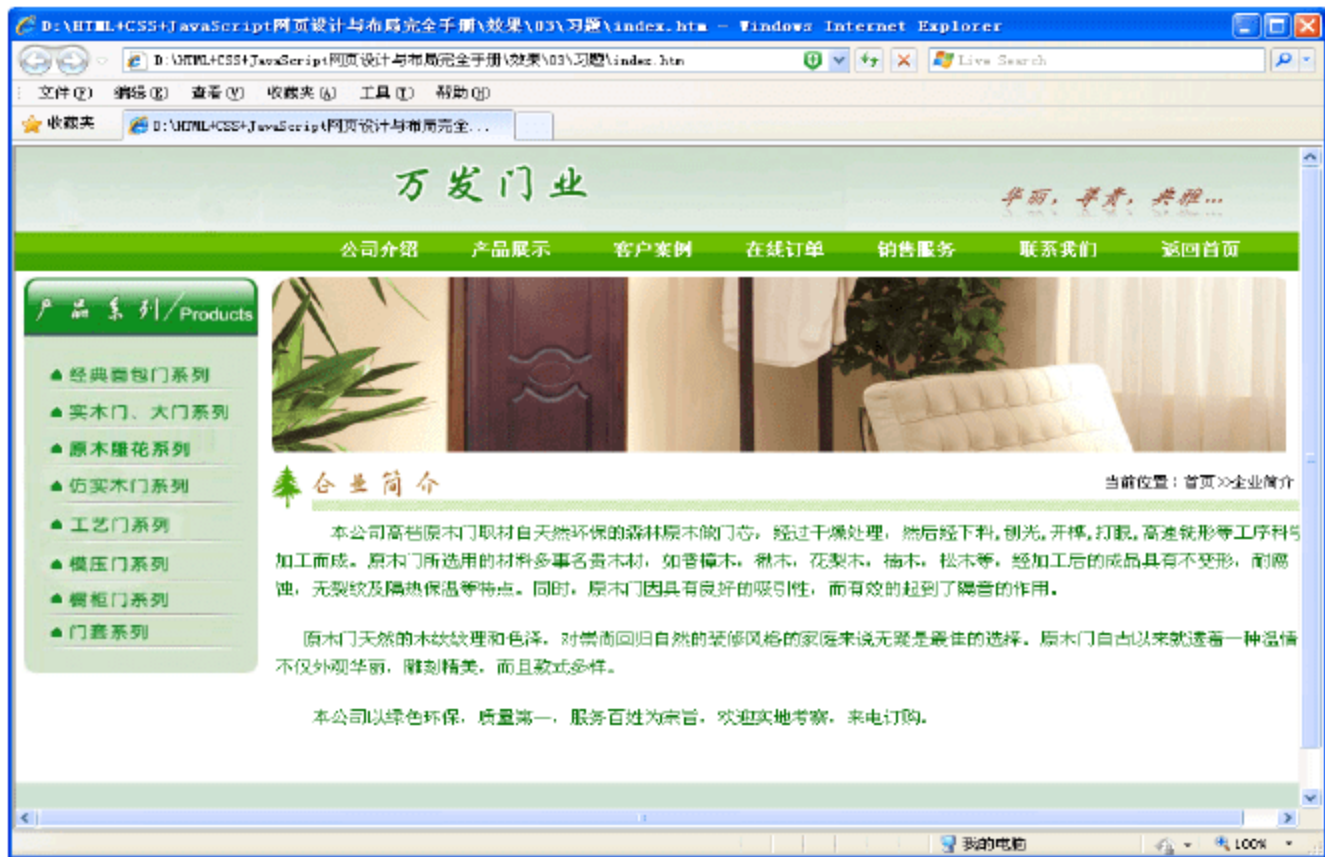 D:\HTML+CSS+JavaScript网页设计与布局完全手册\效果\03\习题\index.htm - Windows Internet Explorer
D:\HTML+CSS+JavaScript网页设计与布局完全手册\效果\03\习题\index.htm
Live Search
文件(F) 编辑(E) 查看(V) 收藏夹(A) 工具(T) 帮助(H)
收藏夹 D:\HTML+CSS+JavaScript网页设计与布局完全...
万发门业
华丽，尊贵，典雅...
公司介绍 产品展示 客户案例 在线订单 销售服务 联系我们 返回首页
产品系列/Products
经典面包门系列
实木门、大门系列
原木雕花系列
仿实木门系列
工艺门系列
模压门系列
橱柜门系列
门套系列
企业简介
当前位置：首页>>企业简介
本公司高档原木门取材自天然环保的森林原木做门芯，经过干燥处理，然后经下料,刨光,开榫,打眼,高速铣形等工序科学
加工而成。原木门所选用的材料多事名贵木材，如香樟木，楸木，花梨木，柚木，松木等，经加工后的成品具有不变形，耐腐
蚀，无裂纹及隔热保温等特点。同时，原木门因具有良好的吸引性，而有效的起到了隔音的作用。
原木门天然的木纹纹理和色泽，对崇尚回归自然的装修风格的家庭来说无疑是最佳的选择。原木门自古以来就透着一种温情
不仅外观华丽，雕刻精美，而且款式多样。
本公司以绿色环保，质量第一，服务百姓为宗旨，欢迎实地考察，来电订购。
我的电脑
100%